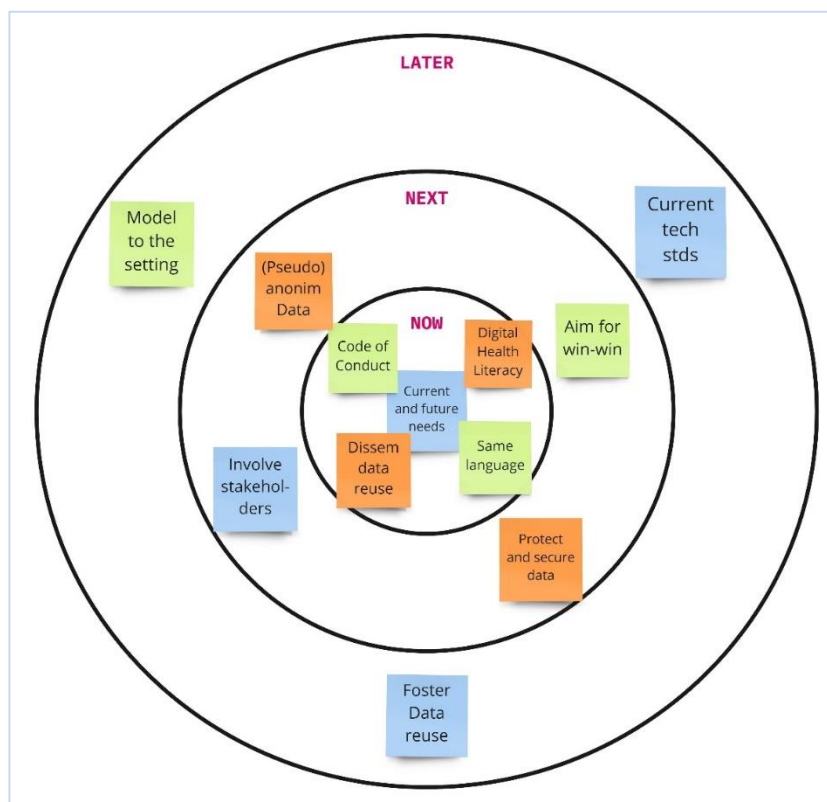 LATER
NEXT
Model
to the
setting
Current
tech
stds
(Pseudo)
anonim
Data
NOW
Aim for
win-win
Code of
Conduct
Digital
Health
Literacy
Current
and future
needs
Dissem
data
reuse
Same
language
Involve
stakehol-
ders
Protect
and secure
data
Foster
Data
reuse